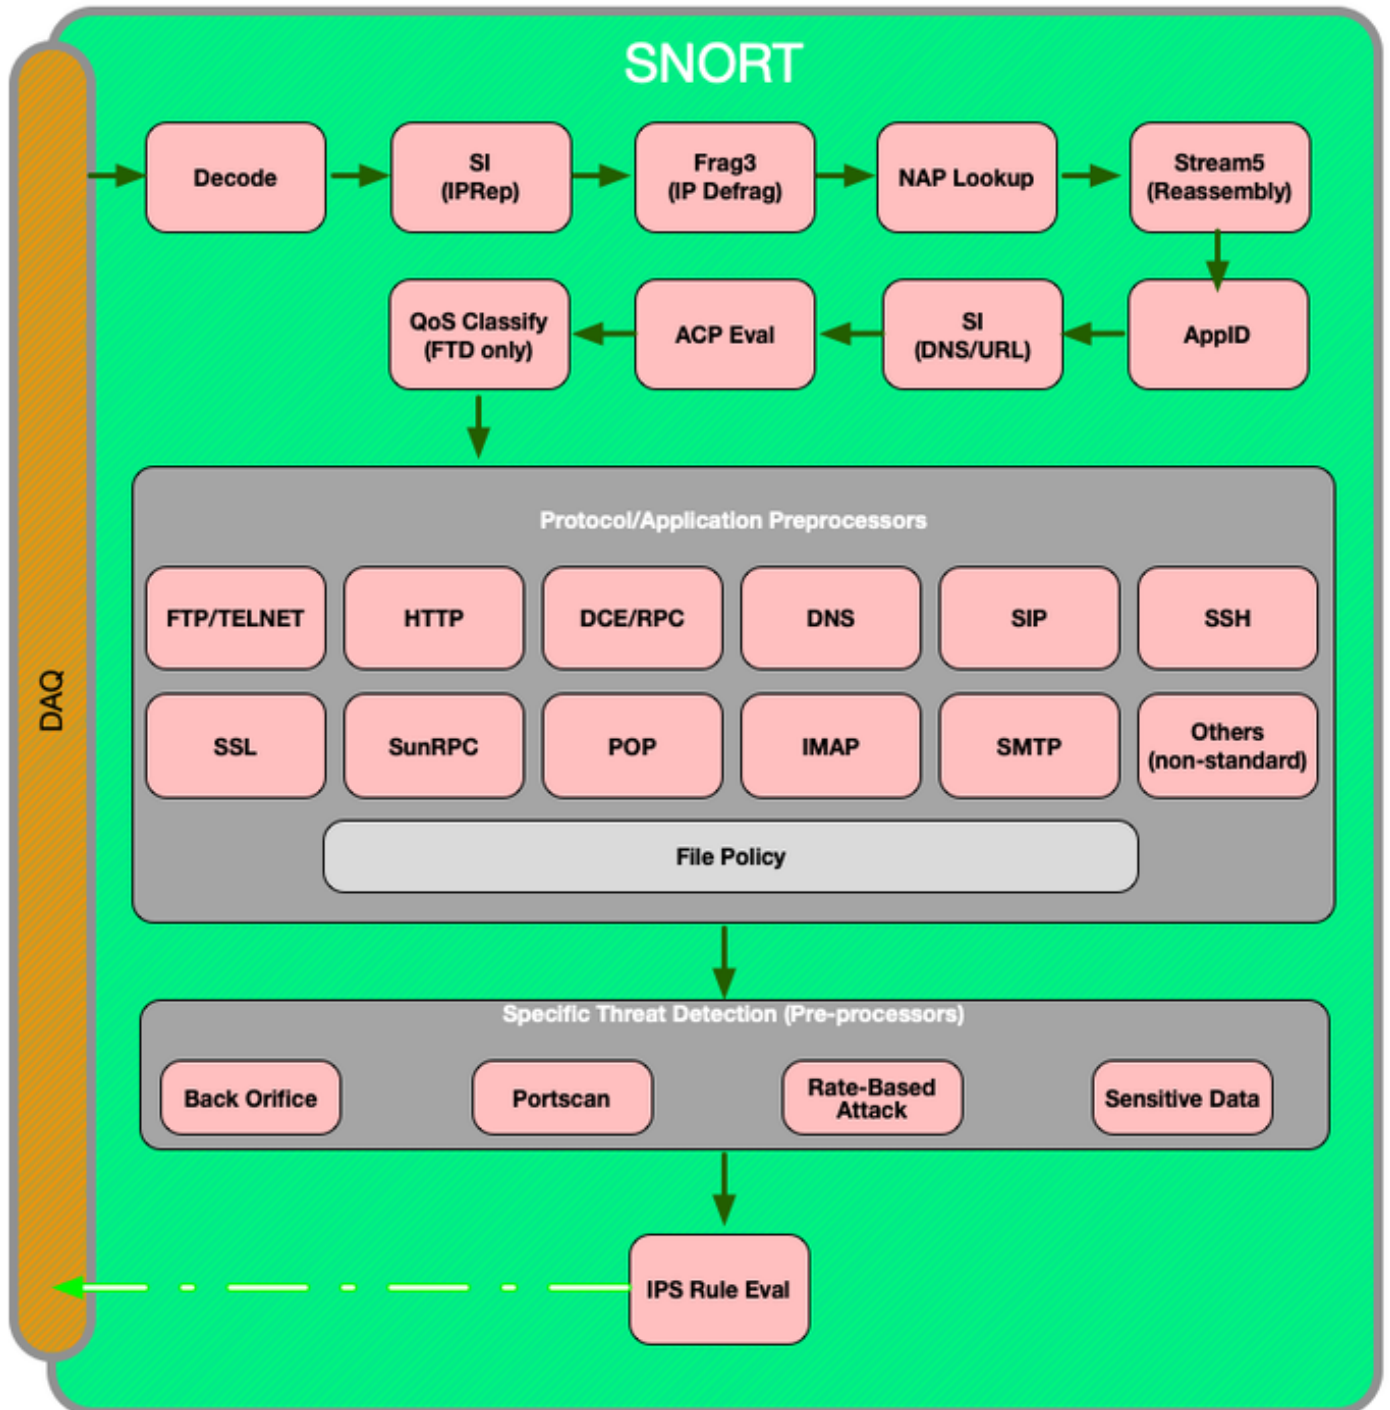 SNORT
Decode
SI
(IPRep)
Frag3
(IP Defrag)
NAP Lookup
Stream5
(Reassembly)
QoS Classify
(FTD only)
ACP Eval
SI
(DNS/URL)
AppID
Protocol/Application Preprocessors
FTP/TELNET
HTTP
DCE/RPC
DNS
SIP
SSH
SSL
SunRPC
POP
IMAP
SMTP
Others
(non-standard)
File Policy
DAQ
Specific Threat Detection (Pre-processors)
Back Orifice
Portscan
Rate-Based
Attack
Sensitive Data
IPS Rule Eval